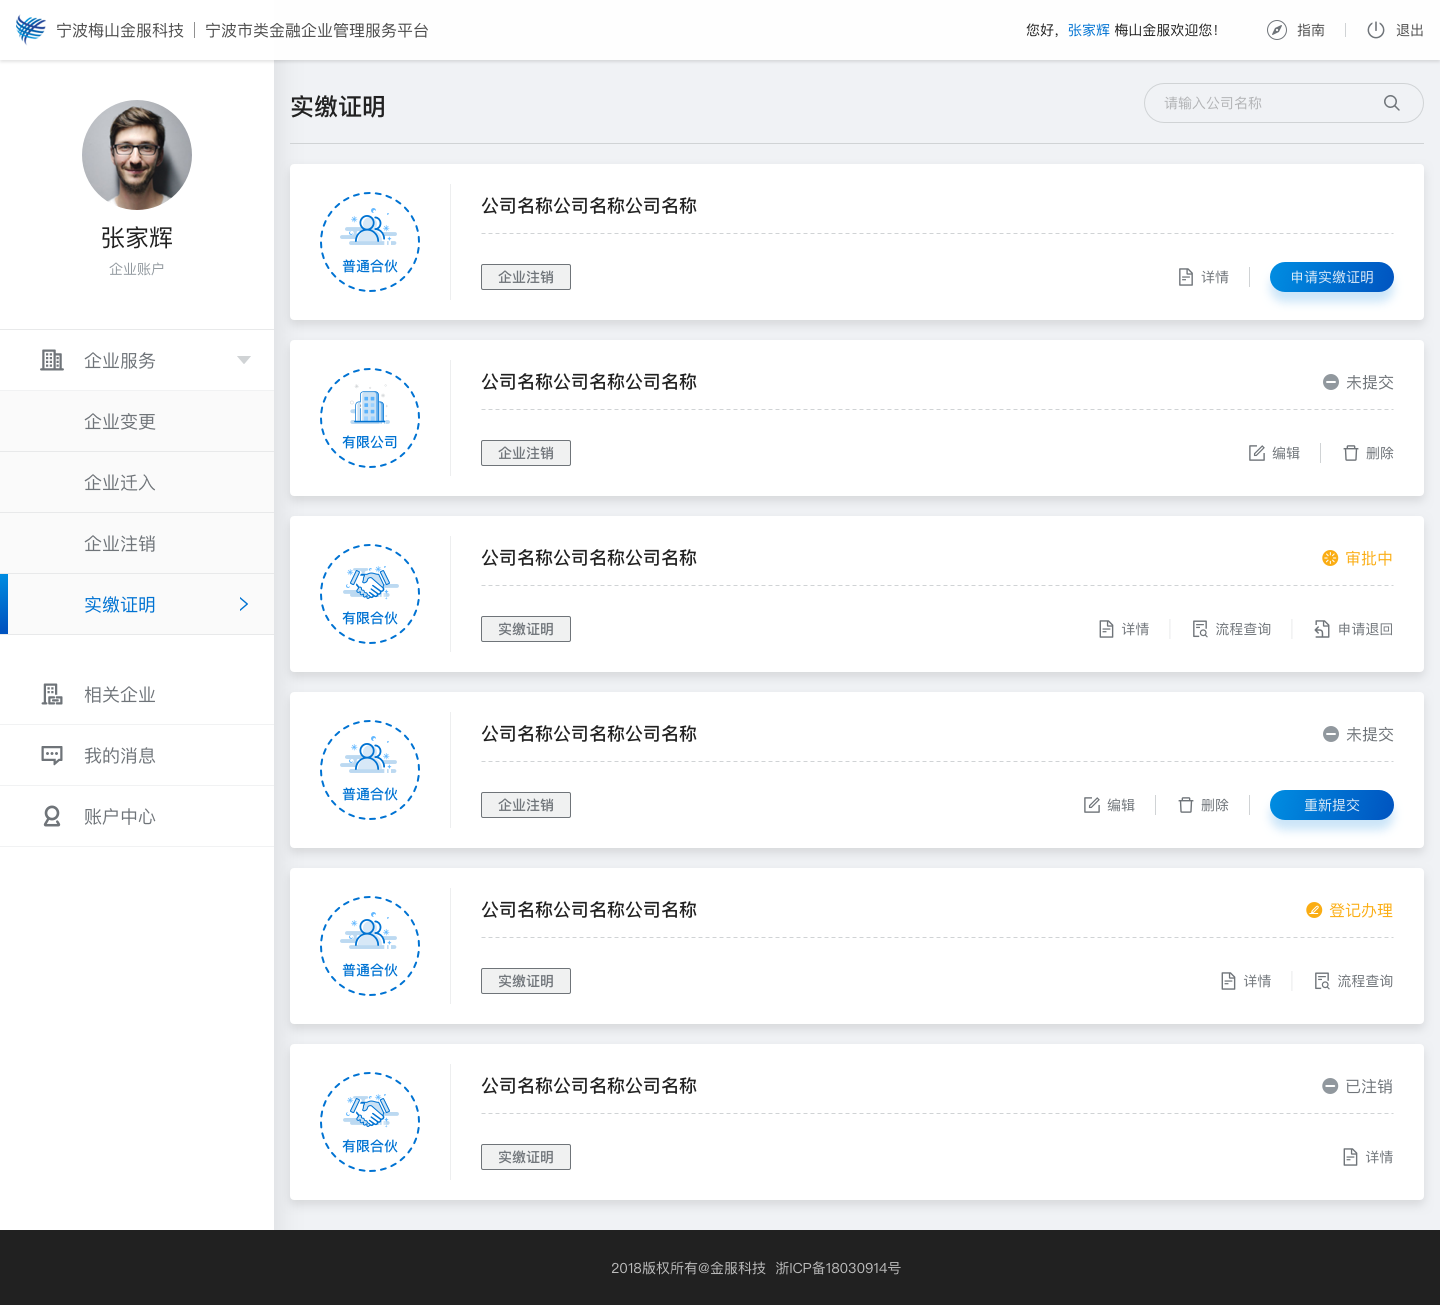 宁波梅山金服科技 | 宁波市类金融企业管理服务平台
您好，张家辉 梅山金服欢迎您！
指南
退出
张家辉
企业账户
企业服务
企业变更
企业迁入
企业注销
实缴证明
相关企业
我的消息
账户中心
实缴证明
请输入公司名称
普通合伙
公司名称公司名称公司名称
企业注销
详情
申请实缴证明
有限公司
公司名称公司名称公司名称
未提交
企业注销
编辑
删除
有限合伙
公司名称公司名称公司名称
审批中
实缴证明
详情
流程查询
申请退回
普通合伙
公司名称公司名称公司名称
未提交
企业注销
编辑
删除
重新提交
普通合伙
公司名称公司名称公司名称
登记办理
实缴证明
详情
流程查询
有限合伙
公司名称公司名称公司名称
已注销
实缴证明
详情
2018版权所有@金服科技 浙ICP备18030914号